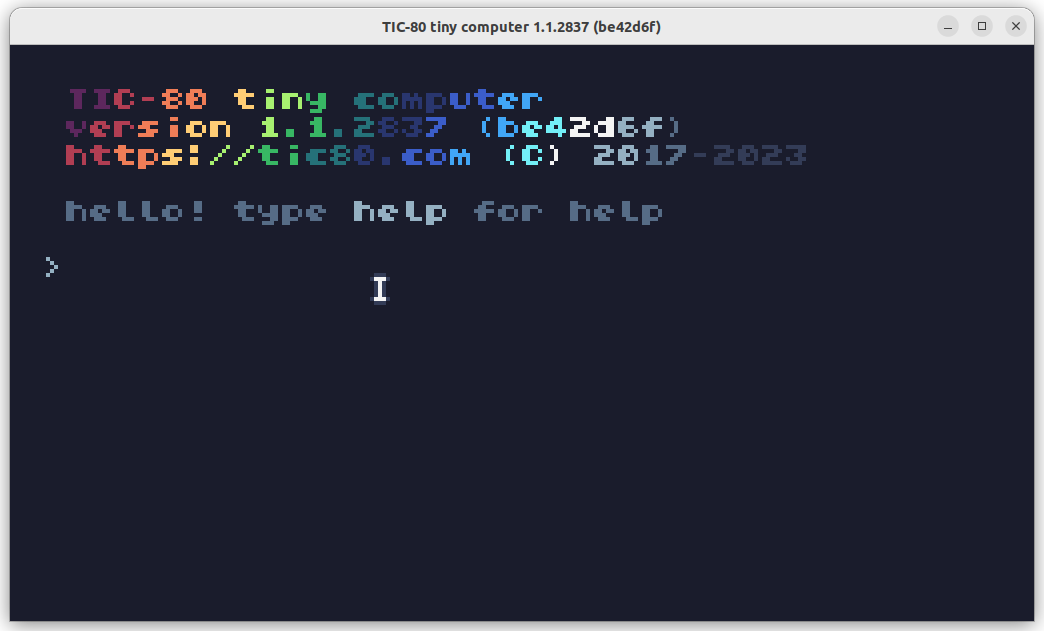 TIC-80 tiny computer 1.1.2837 (be42d6f)
TIC-80 tiny computer
version 1.1.2837 (be42d6f)
https://tic80.com (C) 2017-2023
hello! type help for help
>